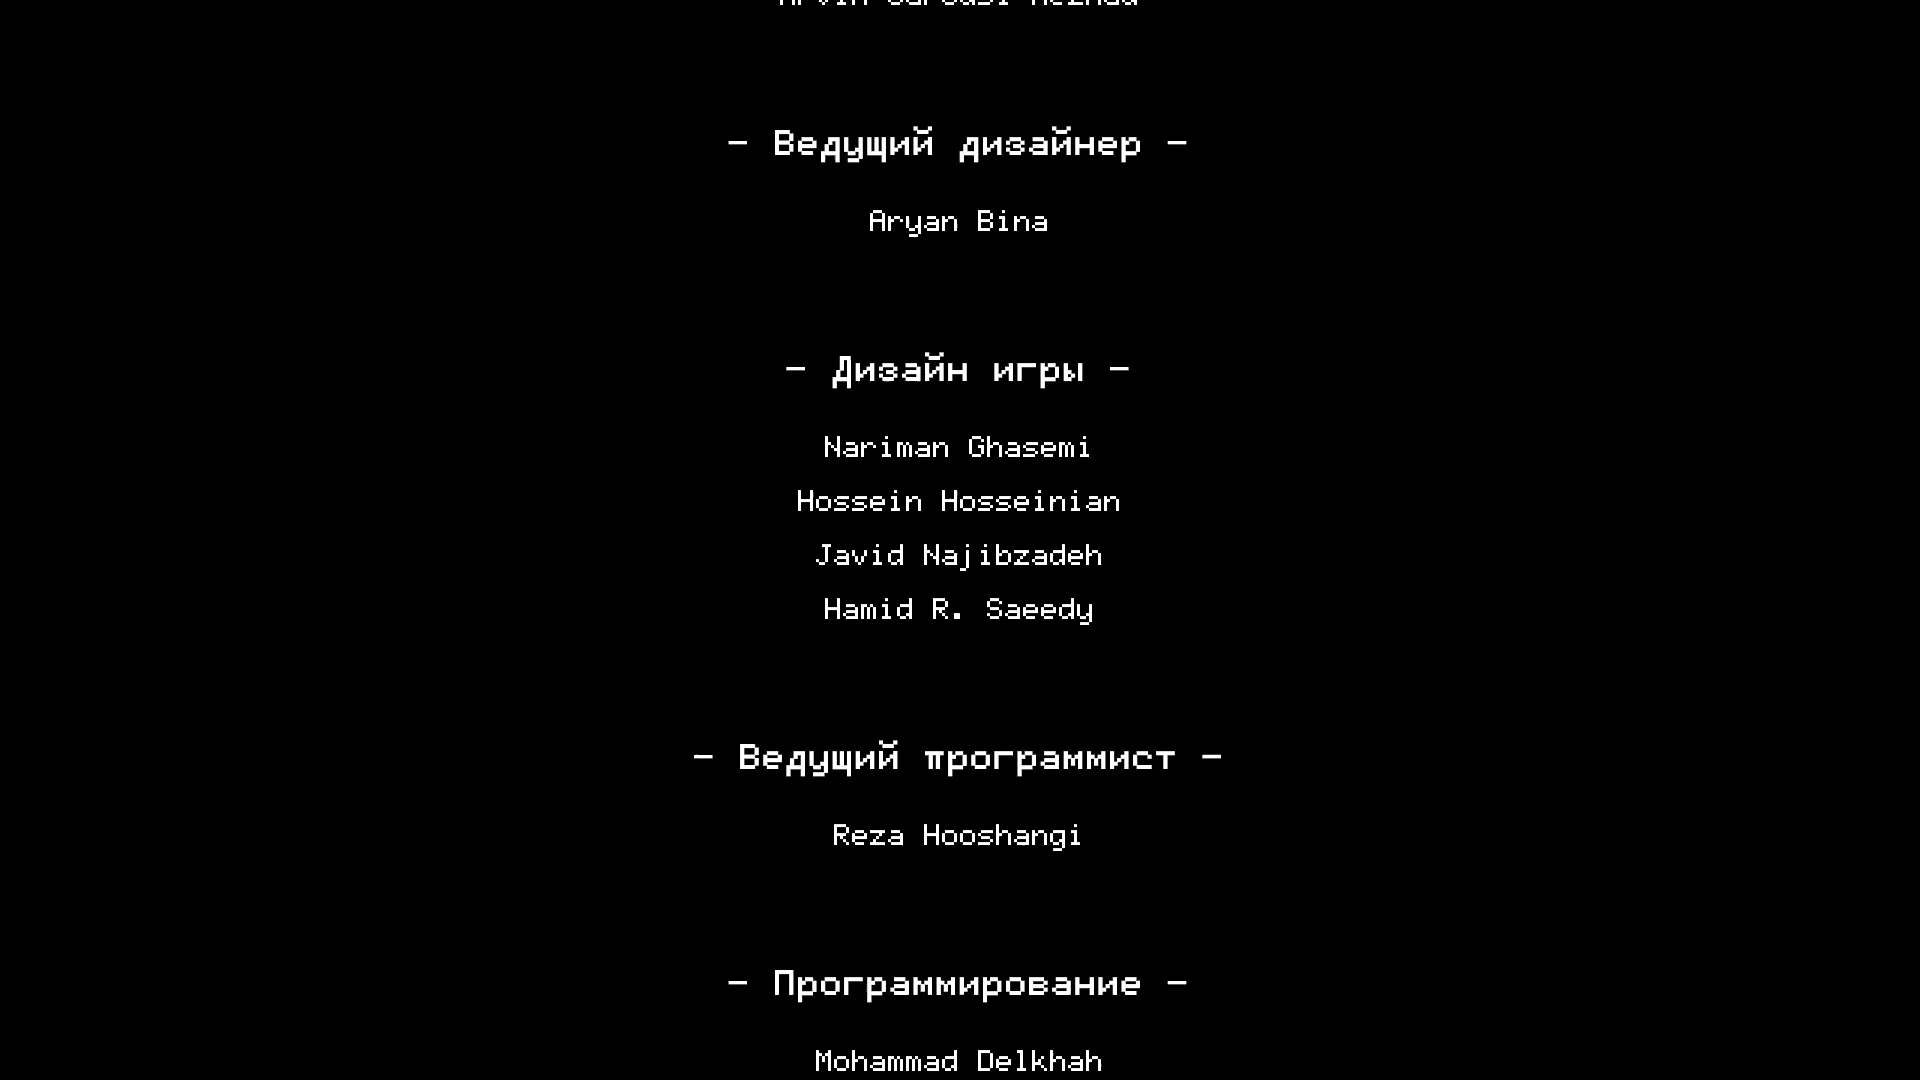 - Ведущий дизайнер -
Aryan Bina
- Дизайн игры -
Nariman Ghasemi
Hossein Hosseinian
Javid Najibzadeh
Hamid R. Saeedy
- Ведущий программист -
Reza Hooshangi
- Программирование -
Mohammad Delkhah